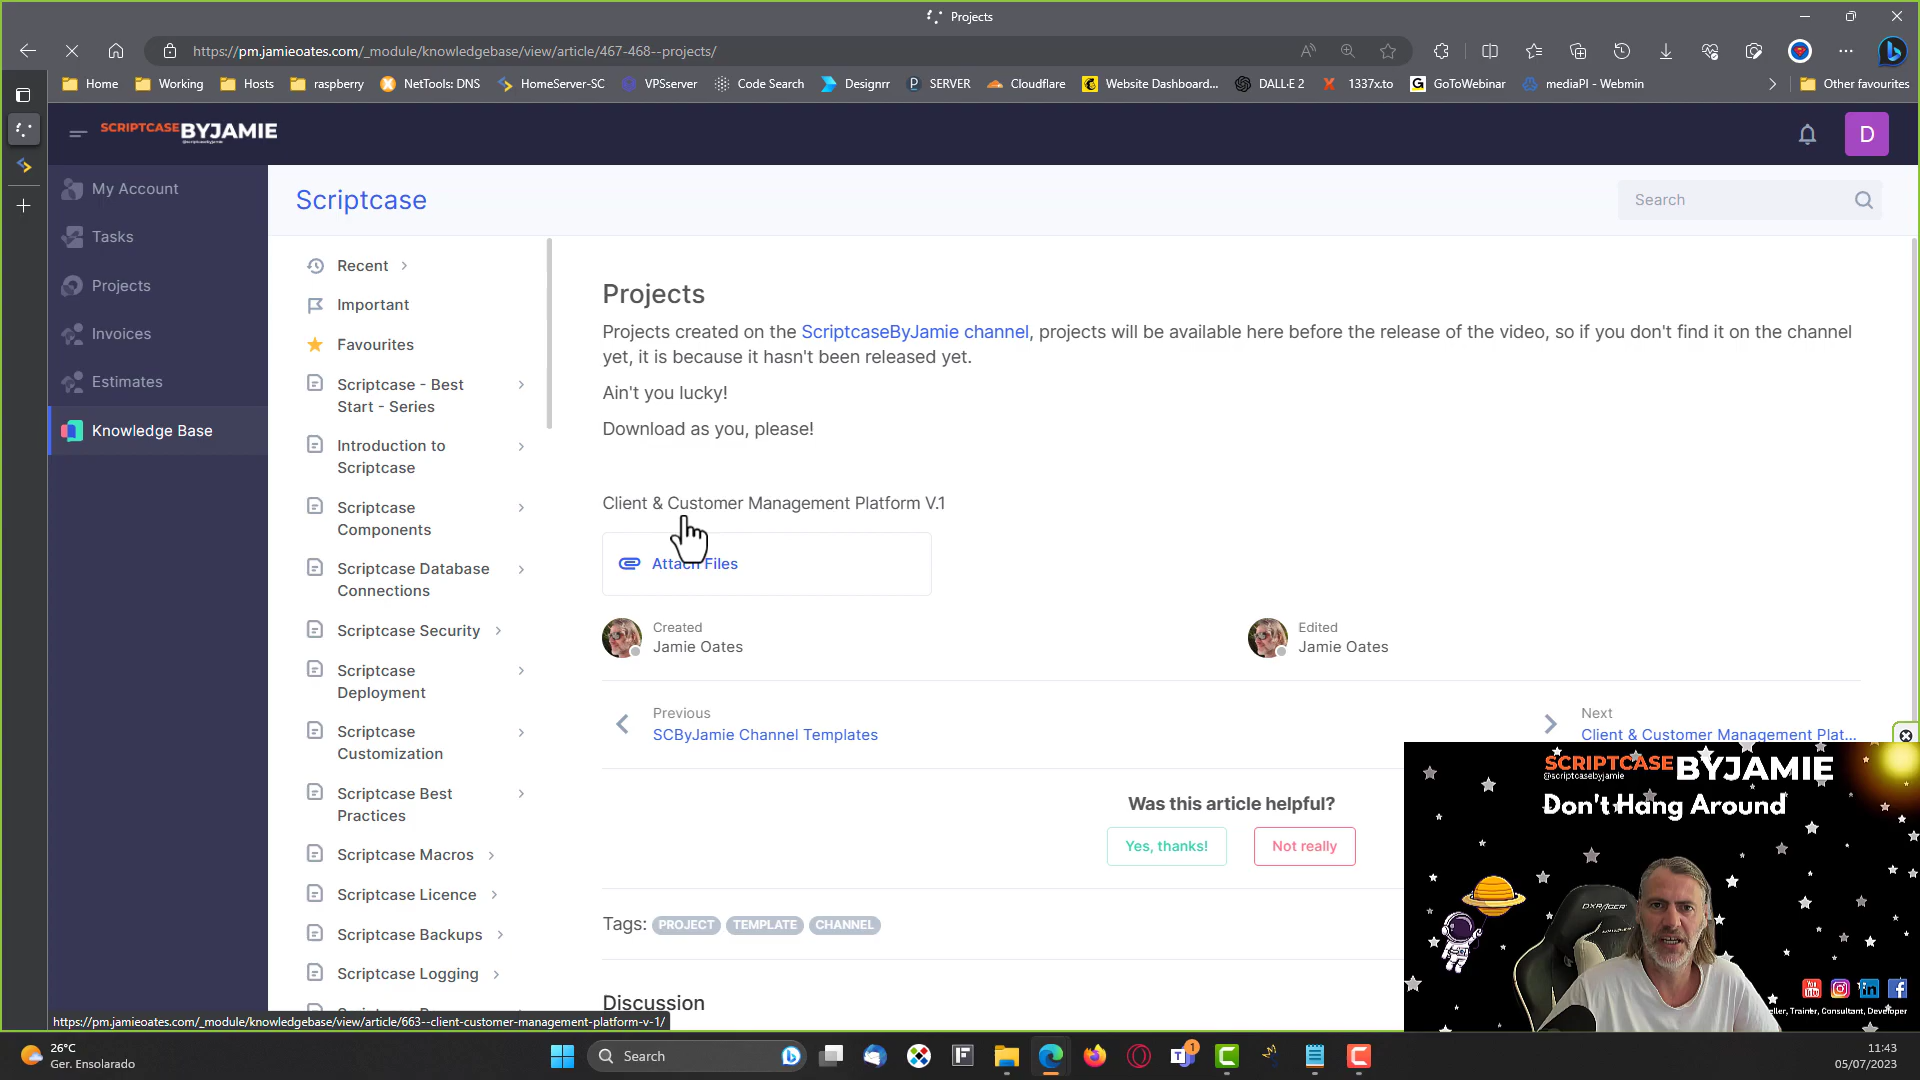 Projects
https://pm.jamieoates.com/_module/knowledgebase/view/article/467-468--projects/
Home
Working
Hosts
raspberry
NetTools: DNS
HomeServer-SC
VPSserver
Code Search
Designrr
SERVER
Cloudflare
Website Dashboard...
DALL·E 2
1337x.to
GoToWebinar
mediaPI - Webmin
Other favourites
SCRIPTCASEBYJAMIE
@scriptcasebyjamie
D
My Account
Tasks
Projects
Invoices
Estimates
Knowledge Base
Scriptcase
Search
Recent
Important
Favourites
Scriptcase - Best
Start - Series
Introduction to
Scriptcase
Scriptcase
Components
Scriptcase Database
Connections
Scriptcase Security
Scriptcase
Deployment
Scriptcase
Customization
Scriptcase Best
Practices
Scriptcase Macros
Scriptcase Licence
Scriptcase Backups
Scriptcase Logging
Projects
Projects created on the ScriptcaseByJamie channel, projects will be available here before the release of the video, so if you don't find it on the channel
yet, it is because it hasn't been released yet.
Ain't you lucky!
Download as you, please!
Client & Customer Management Platform V.1
Attach Files
Created
Jamie Oates
Edited
Jamie Oates
Previous
SCByJamie Channel Templates
Next
Client & Customer Management Plat...
Was this article helpful?
Yes, thanks!
Not really
Tags: PROJECT TEMPLATE CHANNEL
Discussion
SCRIPTCASEBYJAMIE
@scriptcasebyjamie
Don't Hang Around
DXRACER
Trainer, Consultant, Developer
https://pm.jamieoates.com/_module/knowledgebase/view/article/663--client-customer-management-platform-v-1/
26°C
Ger. Ensolarado
Search
1
11:43
05/07/2023